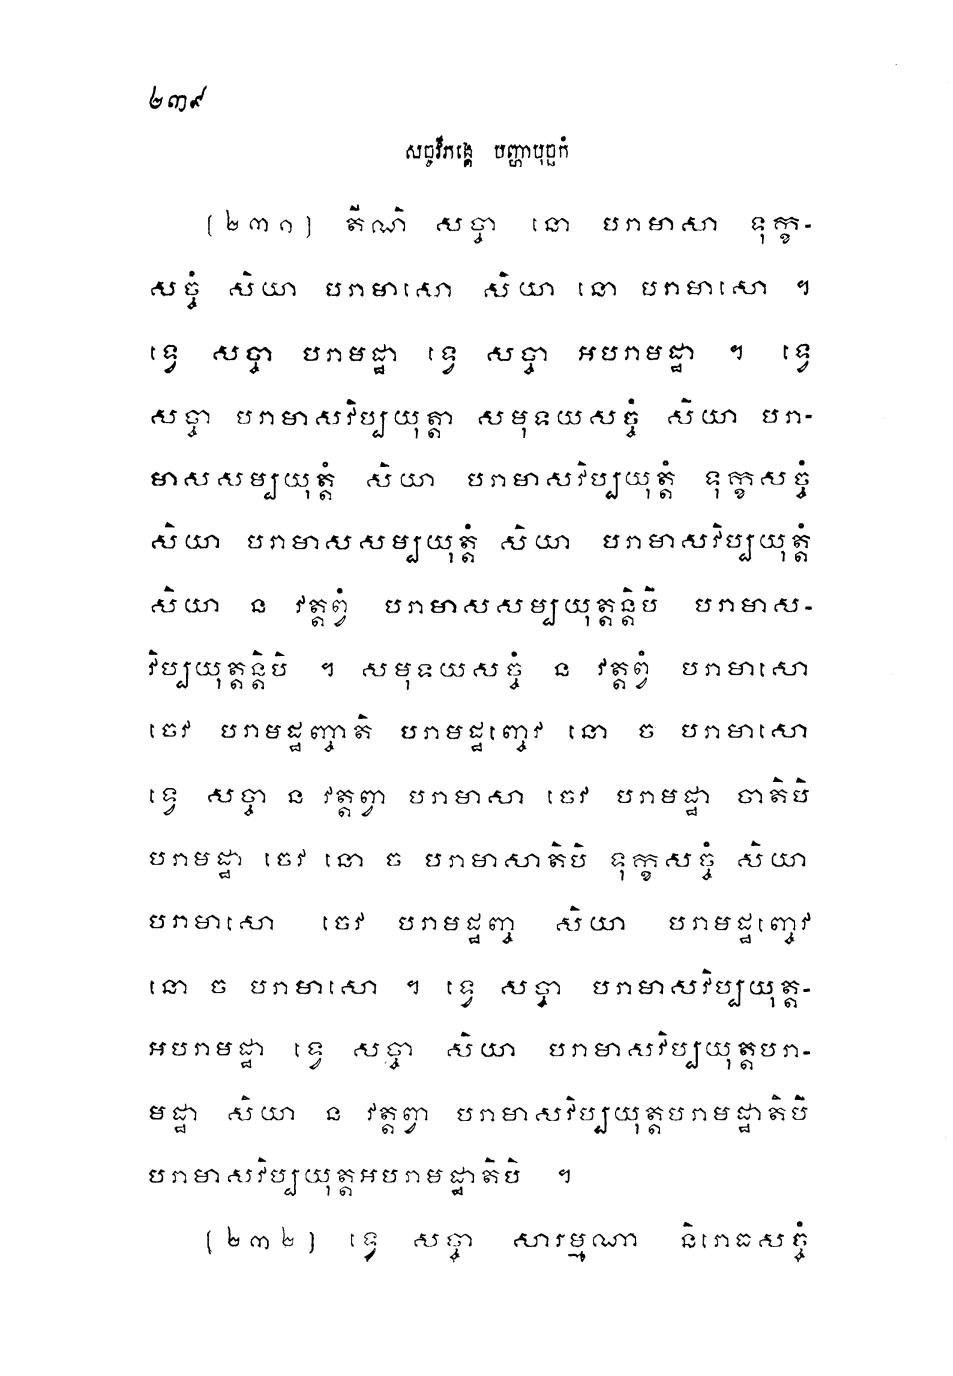 ២៣៩
សច្ចវិភង្គេ បញ្ហាបុច្ឆកំ
(២៣១) តីណិ សច្ចា នោ បរាមាសា ទុក្ខ-
សច្ចំ សិយា បរាមាសោ សិយា នោ បរាមាសោ ។
ទ្វេ សច្ចា បរាមដ្ឋា ទ្វេ សច្ចា អបរាមដ្ឋា ។ ទ្វេ
សច្ចា បរាមាសវិប្បយុត្តា សមុទយសច្ចំ សិយា បរា-
មាសសម្បយុត្តំ សិយា បរាមាសវិប្បយុត្តំ ទុក្ខសច្ចំ
សិយា បរាមាសសម្បយុត្តំ សិយា បរាមាសវិប្បយុត្តំ
សិយា ន វត្តព្វំ បរាមាសសម្បយុត្តន្តិបិ បរាមាស-
វិប្បយុត្តន្តិបិ ។ សមុទយសច្ចំ ន វត្តព្វំ បរាមាសោ
ចេវ បរាមដ្ឋញ្ចាតិ បរាមដ្ឋញ្ចេវ នោ ច បរាមាសោ
ទ្វេ សច្ចា ន វត្តព្វា បរាមាសា ចេវ បរាមដ្ឋា ចាតិបិ
បរាមដ្ឋា ចេវ នោ ច បរាមាសាតិបិ ទុក្ខសច្ចំ សិយា
បរាមាសោ ចេវ បរាមដ្ឋញ្ច សិយា បរាមដ្ឋញ្ចេវ
នោ ច បរាមាសោ ។ ទ្វេ សច្ចា បរាមាសវិប្បយុត្ត-
អបរាមដ្ឋា ទ្វេ សច្ចា សិយា បរាមាសវិប្បយុត្តបរា-
មដ្ឋា សិយា ន វត្តព្វា បរាមាសវិប្បយុត្តបរាមដ្ឋាតិបិ
បរាមាសវិប្បយុត្តអបរាមដ្ឋាតិបិ ។
(២៣២) ទ្វេ សច្ចា សារម្មណា និរោធសច្ចំ